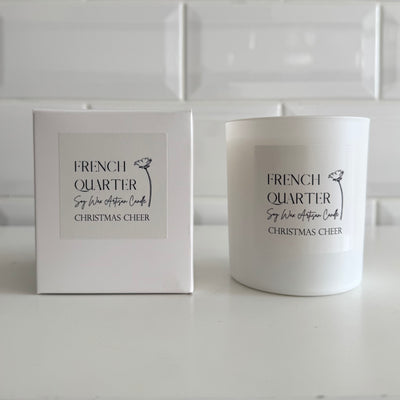 FRENCH
QUARTER
Soy Wax Artisan Candle
CHRISTMAS CHEER
FRENCH
QUARTER
Soy Wax Artisan Candle
CHRISTMAS CHEER